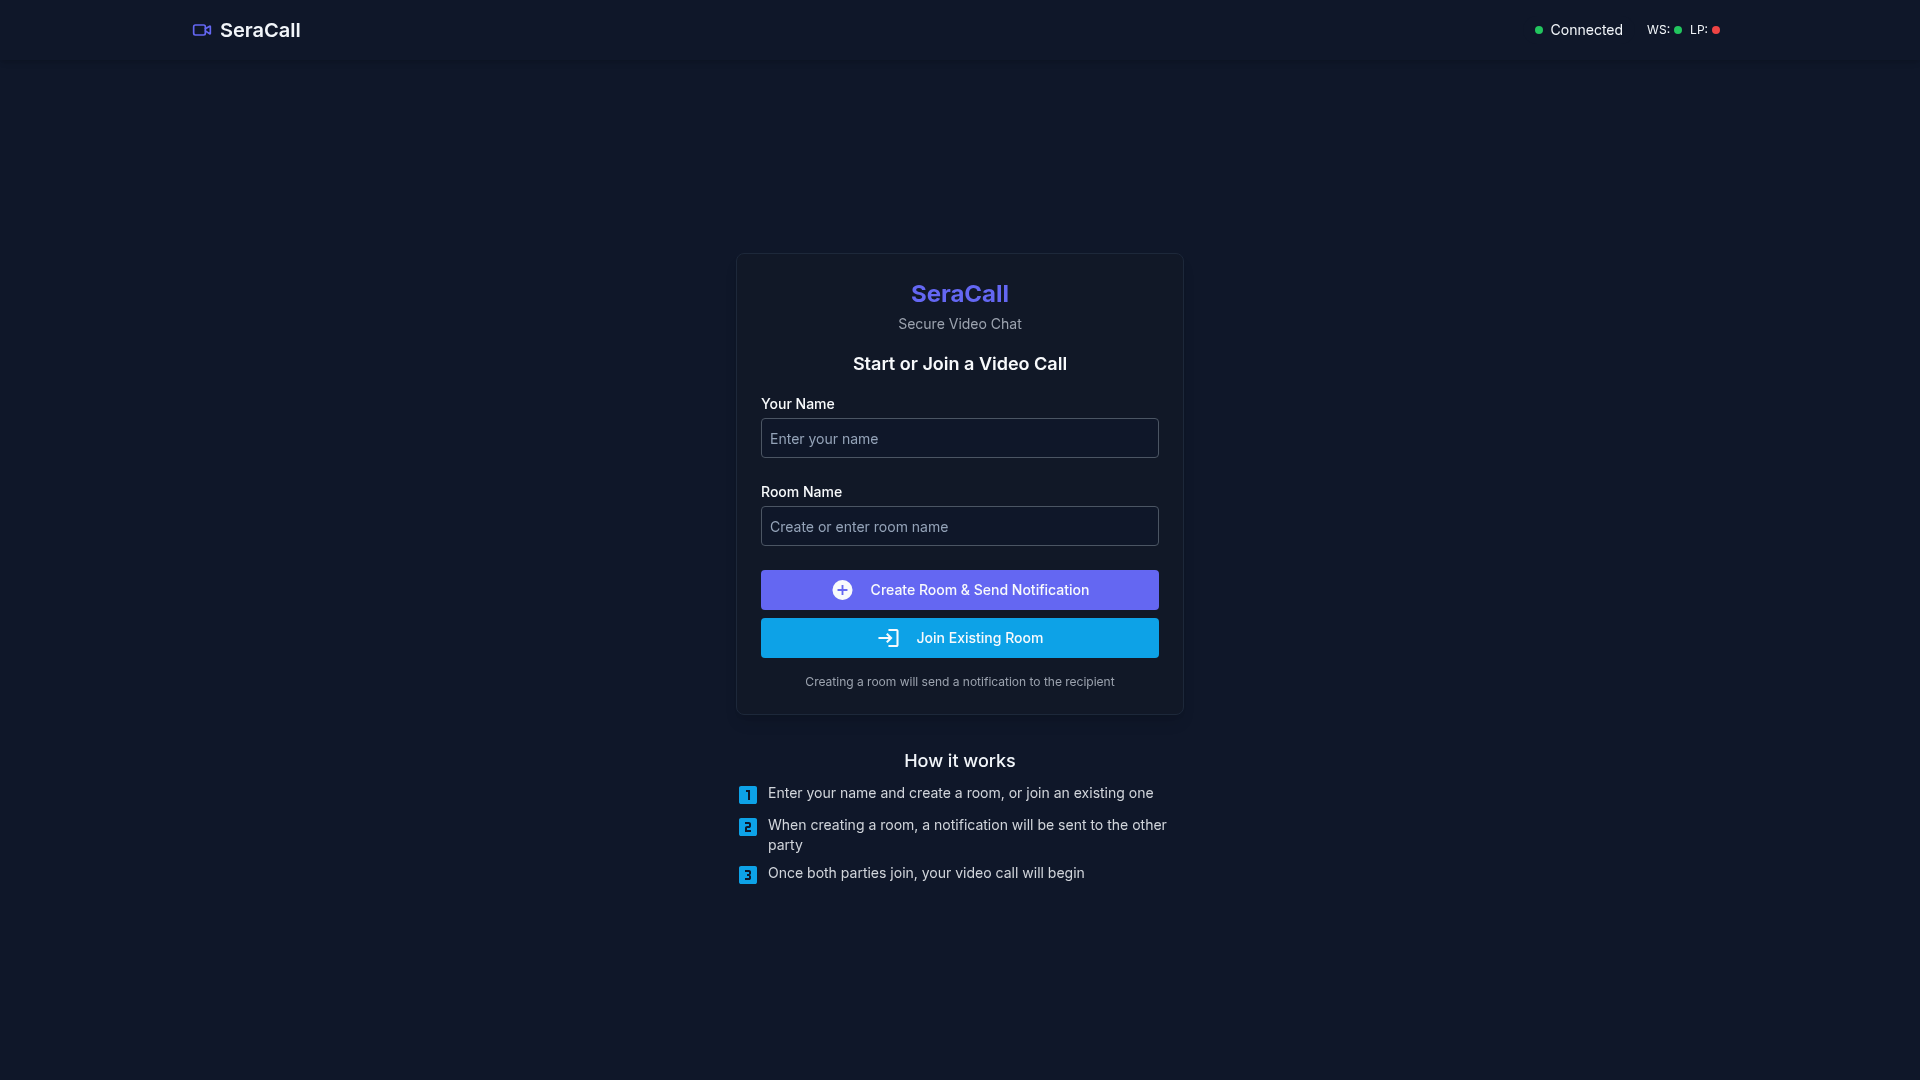 SeraCall
Connected
WS:
LP:
SeraCall
Secure Video Chat
Start or Join a Video Call
Your Name
Enter your name
Room Name
Create or enter room name
Create Room & Send Notification
Join Existing Room
Creating a room will send a notification to the recipient
How it works
1 Enter your name and create a room, or join an existing one
2 When creating a room, a notification will be sent to the other
party
3 Once both parties join, your video call will begin